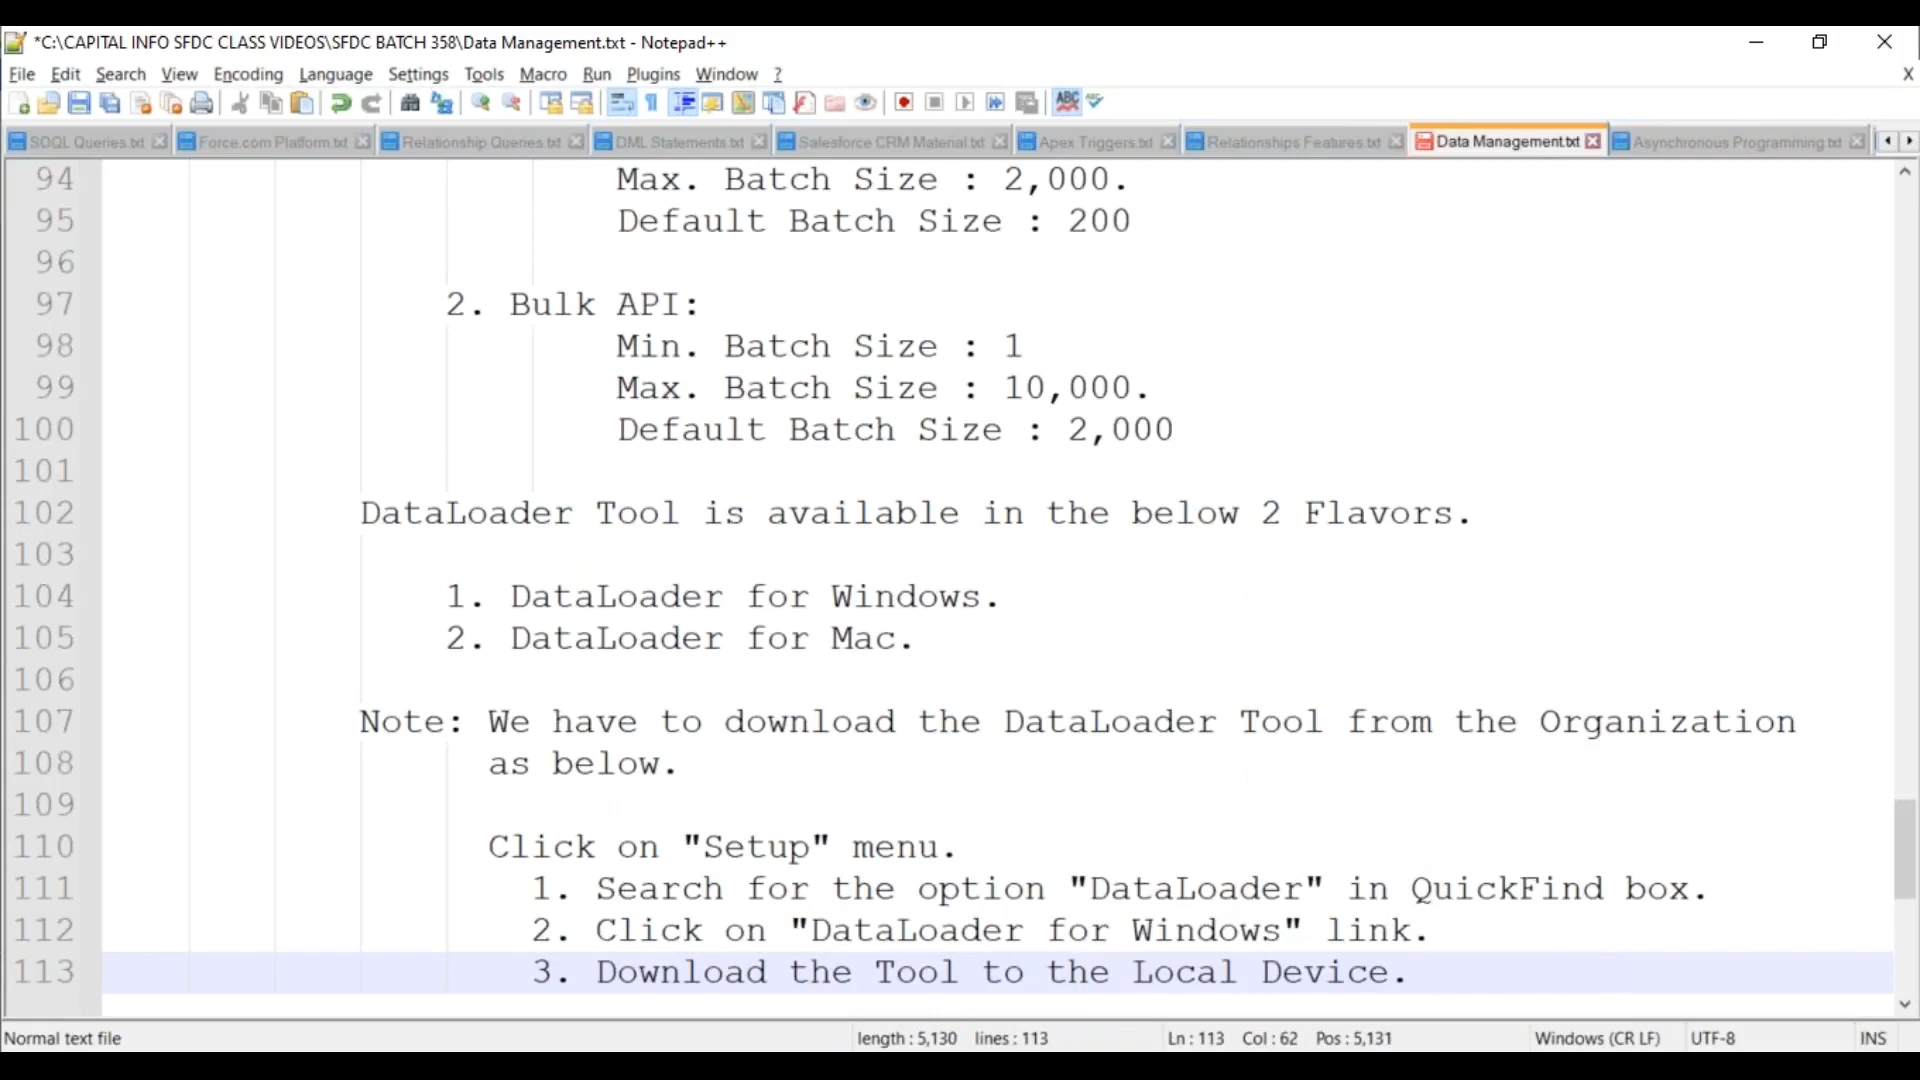 *C:\CAPITAL INFO SFDC CLASS VIDEOS\SFDC BATCH 358\Data Management.txt - Notepad++
File Edit Search View Encoding Language Settings Tools Macro Run Plugins Window ? X
SOQL Queries.txt Force.com Platform.txt Relationship Queries.txt DML Statements.txt Salesforce CRM Material.txt Apex Triggers.txt Relationships Features.txt Data Management.txt Asynchronous Programming.txt
94 Max. Batch Size : 2,000.
95 Default Batch Size : 200
96
97 2. Bulk API:
98 Min. Batch Size : 1
99 Max. Batch Size : 10,000.
100 Default Batch Size : 2,000
101
102 DataLoader Tool is available in the below 2 Flavors.
103
104 1. DataLoader for Windows.
105 2. DataLoader for Mac.
106
107 Note: We have to download the DataLoader Tool from the Organization
108 as below.
109
110 Click on "Setup" menu.
111 1. Search for the option "DataLoader" in QuickFind box.
112 2. Click on "DataLoader for Windows" link.
113 3. Download the Tool to the Local Device.
Normal text file length : 5,130 lines : 113 Ln : 113 Col : 62 Pos : 5,131 Windows (CR LF) UTF-8 INS